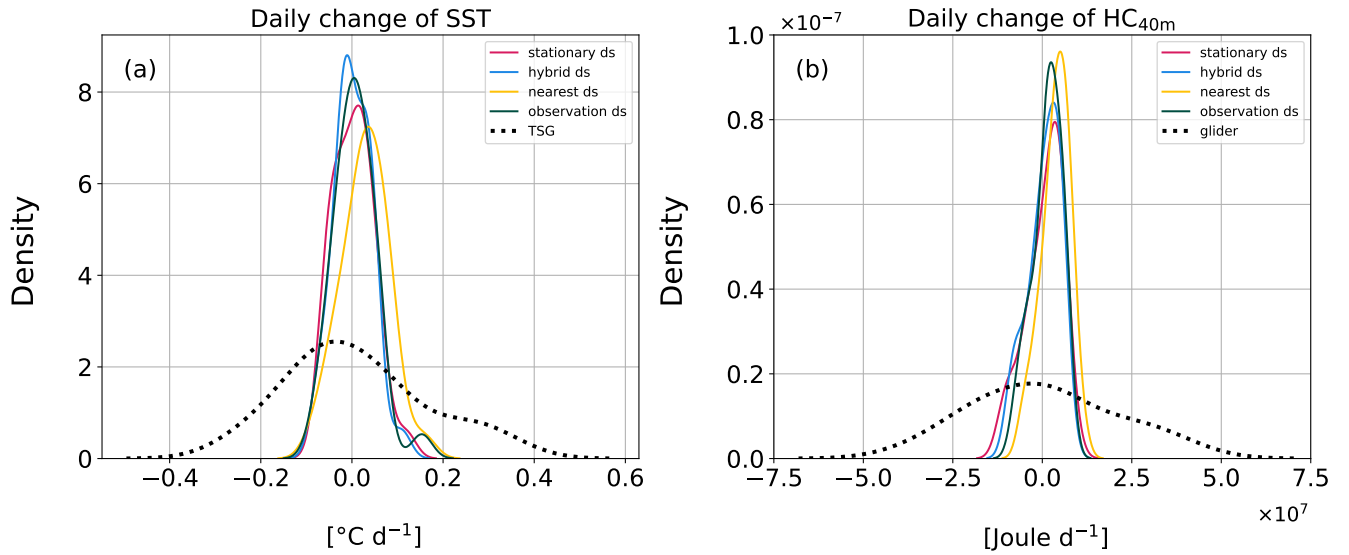 Daily change of SST
(a)
stationary ds
hybrid ds
nearest ds
observation ds
TSG
Density
8
6
4
2
0
−0.4 −0.2 0.0 0.2 0.4 0.6
[°C d⁻¹]
×10⁻⁷ Daily change of HC₄₀ₘ
(b)
stationary ds
hybrid ds
nearest ds
observation ds
glider
Density
1.0
0.8
0.6
0.4
0.2
0.0
−7.5 −5.0 −2.5 0.0 2.5 5.0 7.5
×10⁷
[Joule d⁻¹]